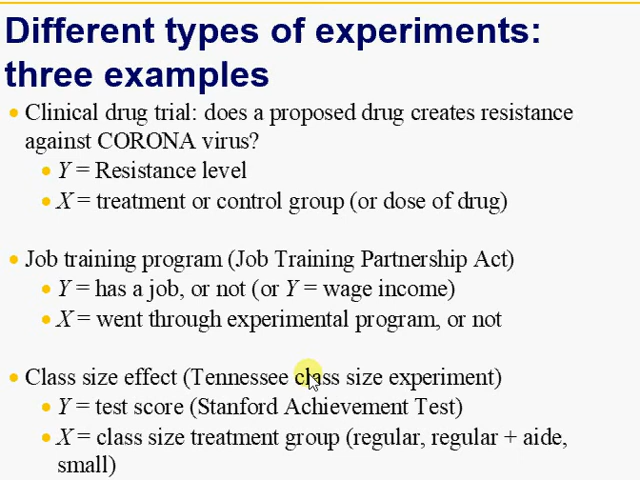 Different types of experiments:
three examples
• Clinical drug trial: does a proposed drug creates resistance
against CORONA virus?
• Y = Resistance level
• X = treatment or control group (or dose of drug)
• Job training program (Job Training Partnership Act)
• Y = has a job, or not (or Y = wage income)
• X = went through experimental program, or not
• Class size effect (Tennessee class size experiment)
• Y = test score (Stanford Achievement Test)
• X = class size treatment group (regular, regular + aide,
small)